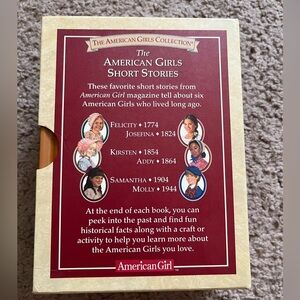 THE AMERICAN GIRLS COLLECTION®
The
AMERICAN GIRLS
SHORT STORIES
These favorite short stories from
American Girl magazine tell about six
American Girls who lived long ago.
FELICITY • 1774
JOSEFINA • 1824
KIRSTEN • 1854
ADDY • 1864
SAMANTHA • 1904
MOLLY • 1944
At the end of each book, you can
peek into the past and find fun
historical facts along with a craft or
activity to help you learn more about
the American Girls you love.
American Girl